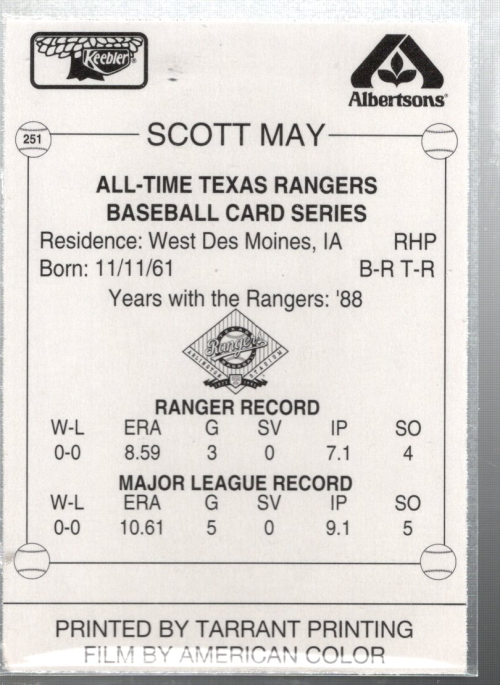 Keebler
Albertsons
251
SCOTT MAY
ALL-TIME TEXAS RANGERS
BASEBALL CARD SERIES
Residence: West Des Moines, IA RHP
Born: 11/11/61 B-R T-R
Years with the Rangers: '88
Rangers
ARLINGTON STADIUM
RANGER RECORD
W-L ERA G SV IP SO
0-0 8.59 3 0 7.1 4
MAJOR LEAGUE RECORD
W-L ERA G SV IP SO
0-0 10.61 5 0 9.1 5
PRINTED BY TARRANT PRINTING
FILM BY AMERICAN COLOR